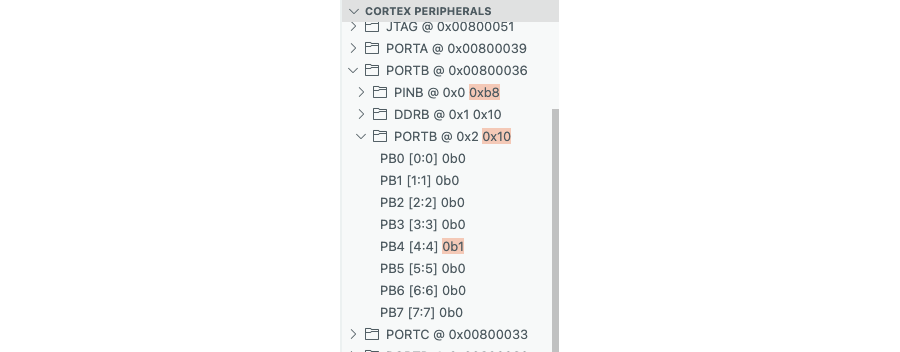 CORTEX PERIPHERALS
JTAG @ 0x00800051
PORTA @ 0x00800039
PORTB @ 0x00800036
PINB @ 0x0 0xb8
DDRB @ 0x1 0x10
PORTB @ 0x2 0x10
PB0 [0:0] 0b0
PB1 [1:1] 0b0
PB2 [2:2] 0b0
PB3 [3:3] 0b0
PB4 [4:4] 0b1
PB5 [5:5] 0b0
PB6 [6:6] 0b0
PB7 [7:7] 0b0
PORTC @ 0x00800033